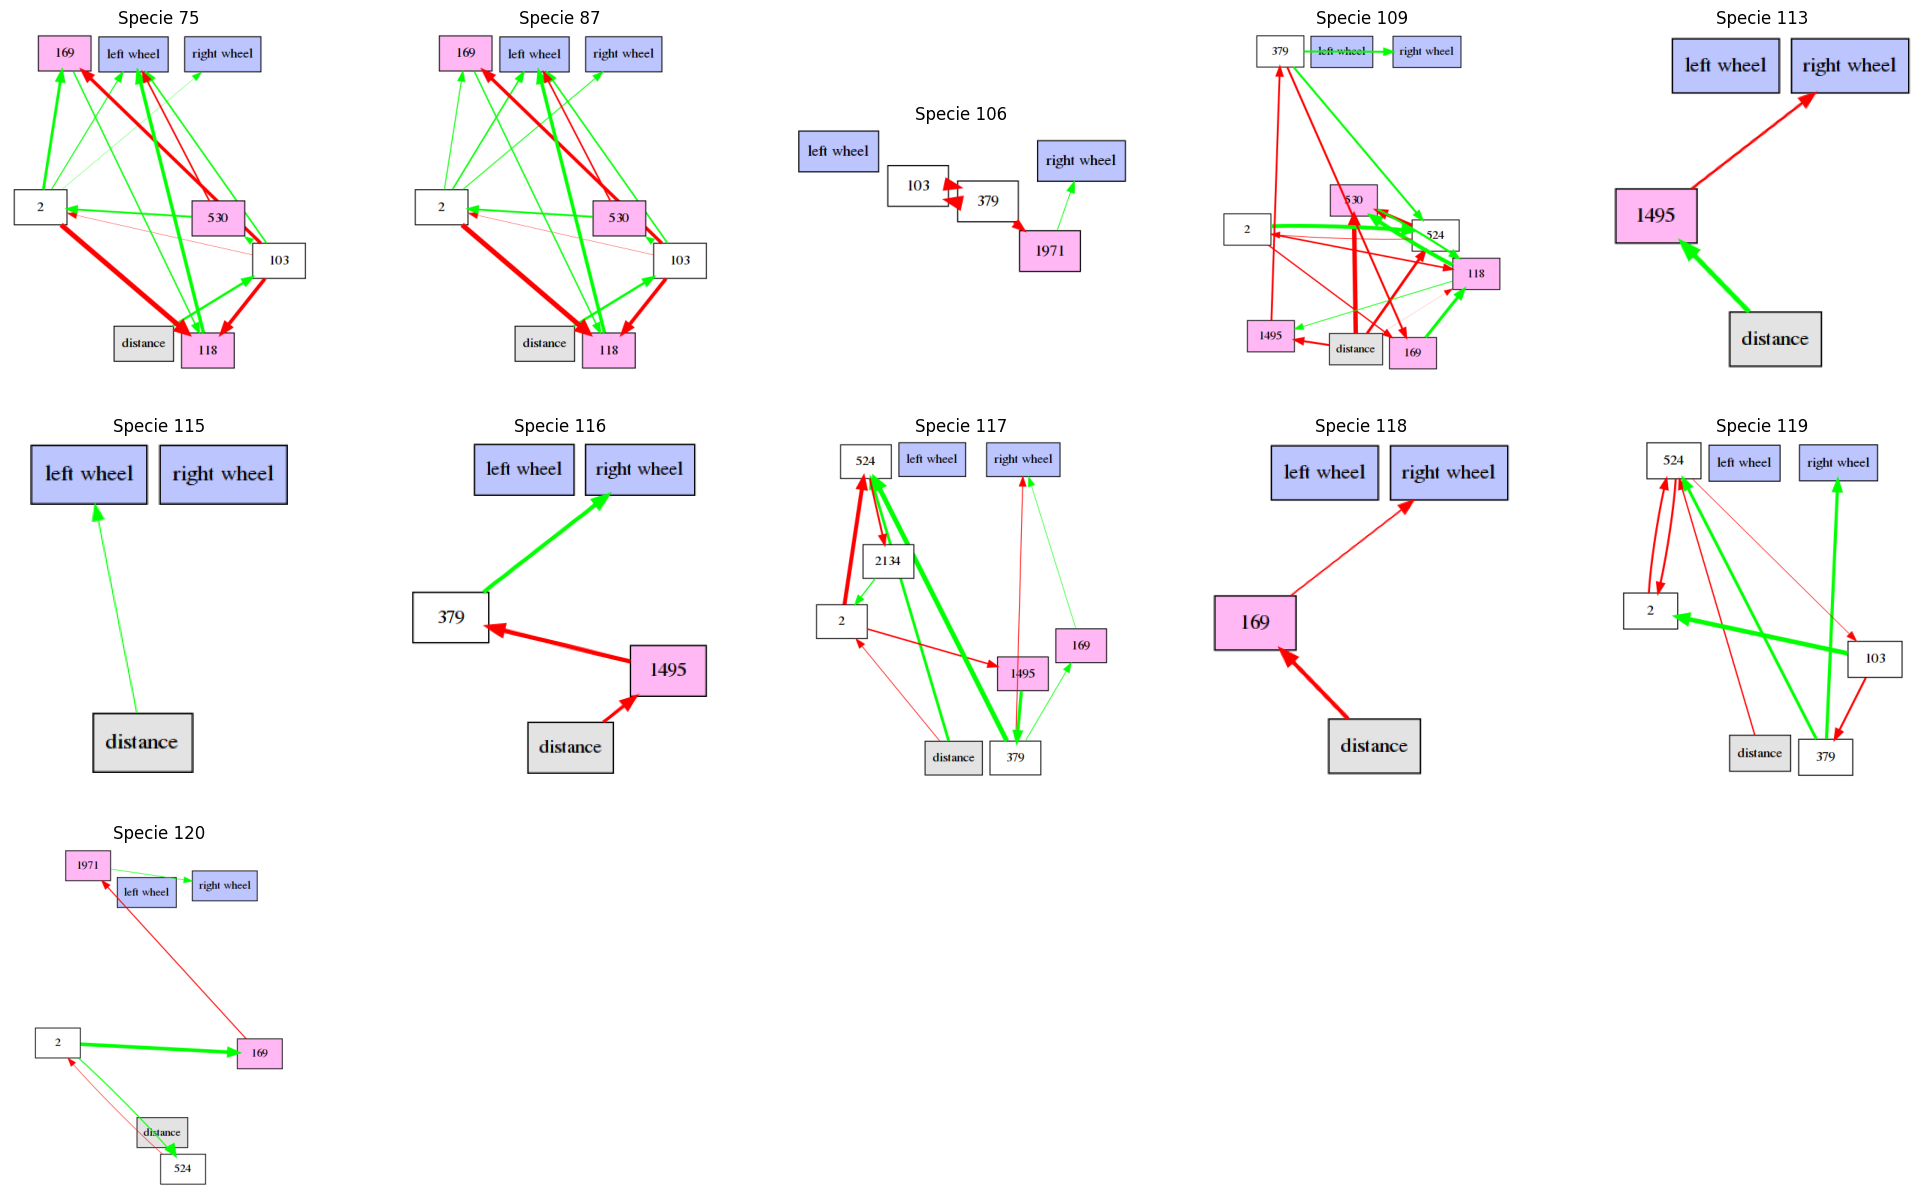 Specie 75
169
left wheel
right wheel
2
530
103
distance
118
Specie 87
169
left wheel
right wheel
2
530
103
distance
118
Specie 106
left wheel
right wheel
103
379
1971
Specie 109
379
left wheel
right wheel
530
2
524
118
1495
distance
169
Specie 113
left wheel
right wheel
1495
distance
Specie 115
left wheel
right wheel
distance
Specie 116
left wheel
right wheel
379
1495
distance
Specie 117
524
left wheel
right wheel
2134
2
169
1495
distance
379
Specie 118
left wheel
right wheel
169
distance
Specie 119
524
left wheel
right wheel
2
103
distance
379
Specie 120
1971
left wheel
right wheel
2
169
distance
524